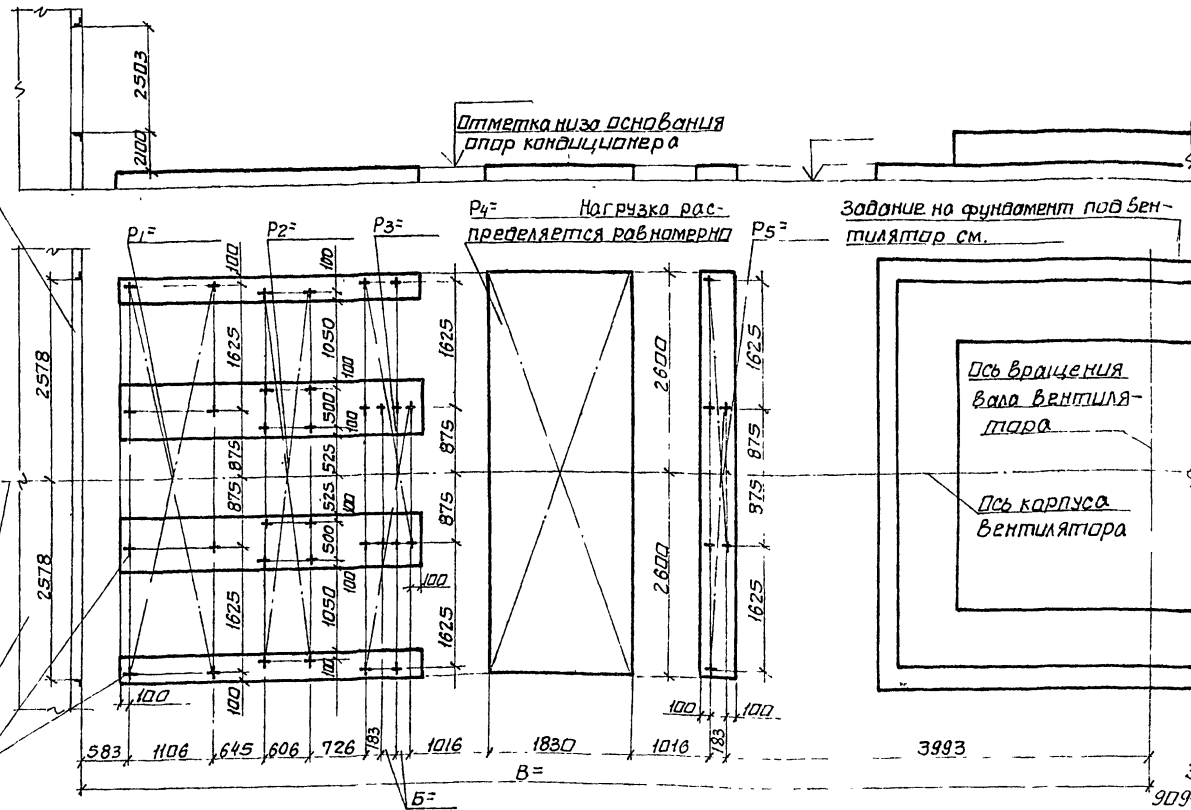 2503
2100
Отметка низа основания
опор кондиционера
P1=
P2=
P3=
P4= Нагрузка рас-
пределяется равномерно
P5=
Задание на фундамент под вен-
тилятор см.
100
100
2578
1625
1050
100
1625
2600
1625
500
100
875
525
875
875
Ось вращения
вала вентиля-
тора
2578
875
525
100
875
2600
875
Ось корпуса
вентилятора
500
100
100
1625
1050
1625
1625
100
100
100
100
100
583
1106
645
606
726
783
1016
1830
1016
783
3993
В=
Б=
909